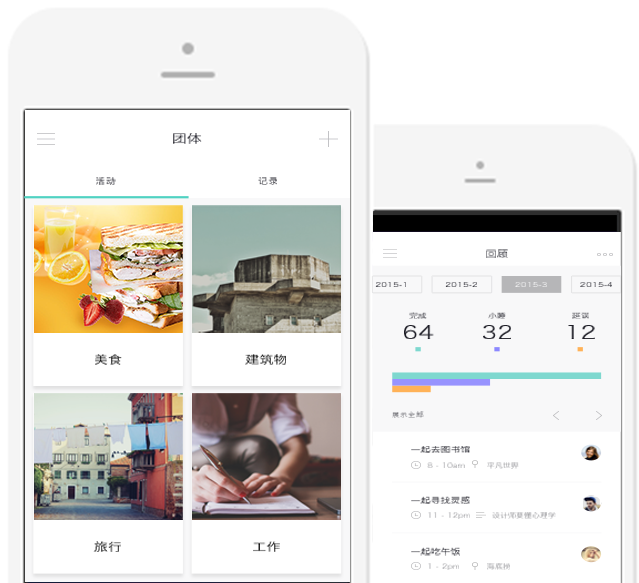 团体
活动
记录
美食
建筑物
旅行
工作
回顾
2015-1
2015-2
2015-3
2015-4
完成
小睡
延误
64
32
12
展示全部
一起去图书馆
8 - 10am
平凡世界
一起寻找灵感
11 - 12pm
设计师要懂心理学
一起吃午饭
1 - 2pm
海底捞